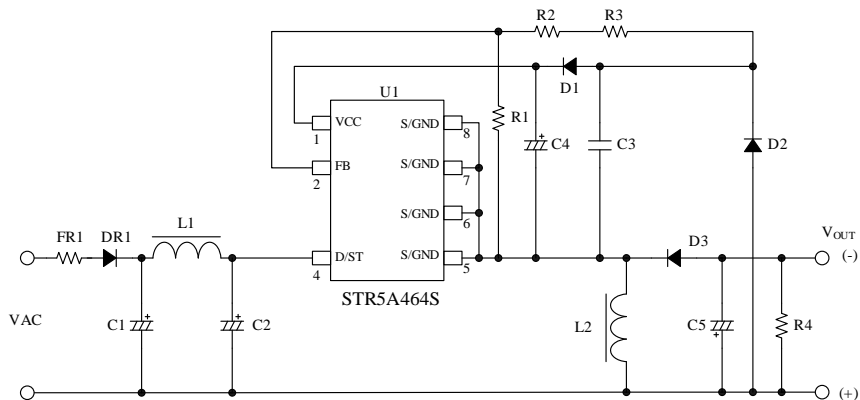 R2
R3
U1
D1
VCC
S/GND
8
R1
C4
C3
D2
1
FB
S/GND
7
2
S/GND
6
L1
FR1
DR1
D/ST
S/GND
D3
VOUT
(-)
4
5
STR5A464S
VAC
C1
+
C2
+
L2
C5
+
R4
+
(+)